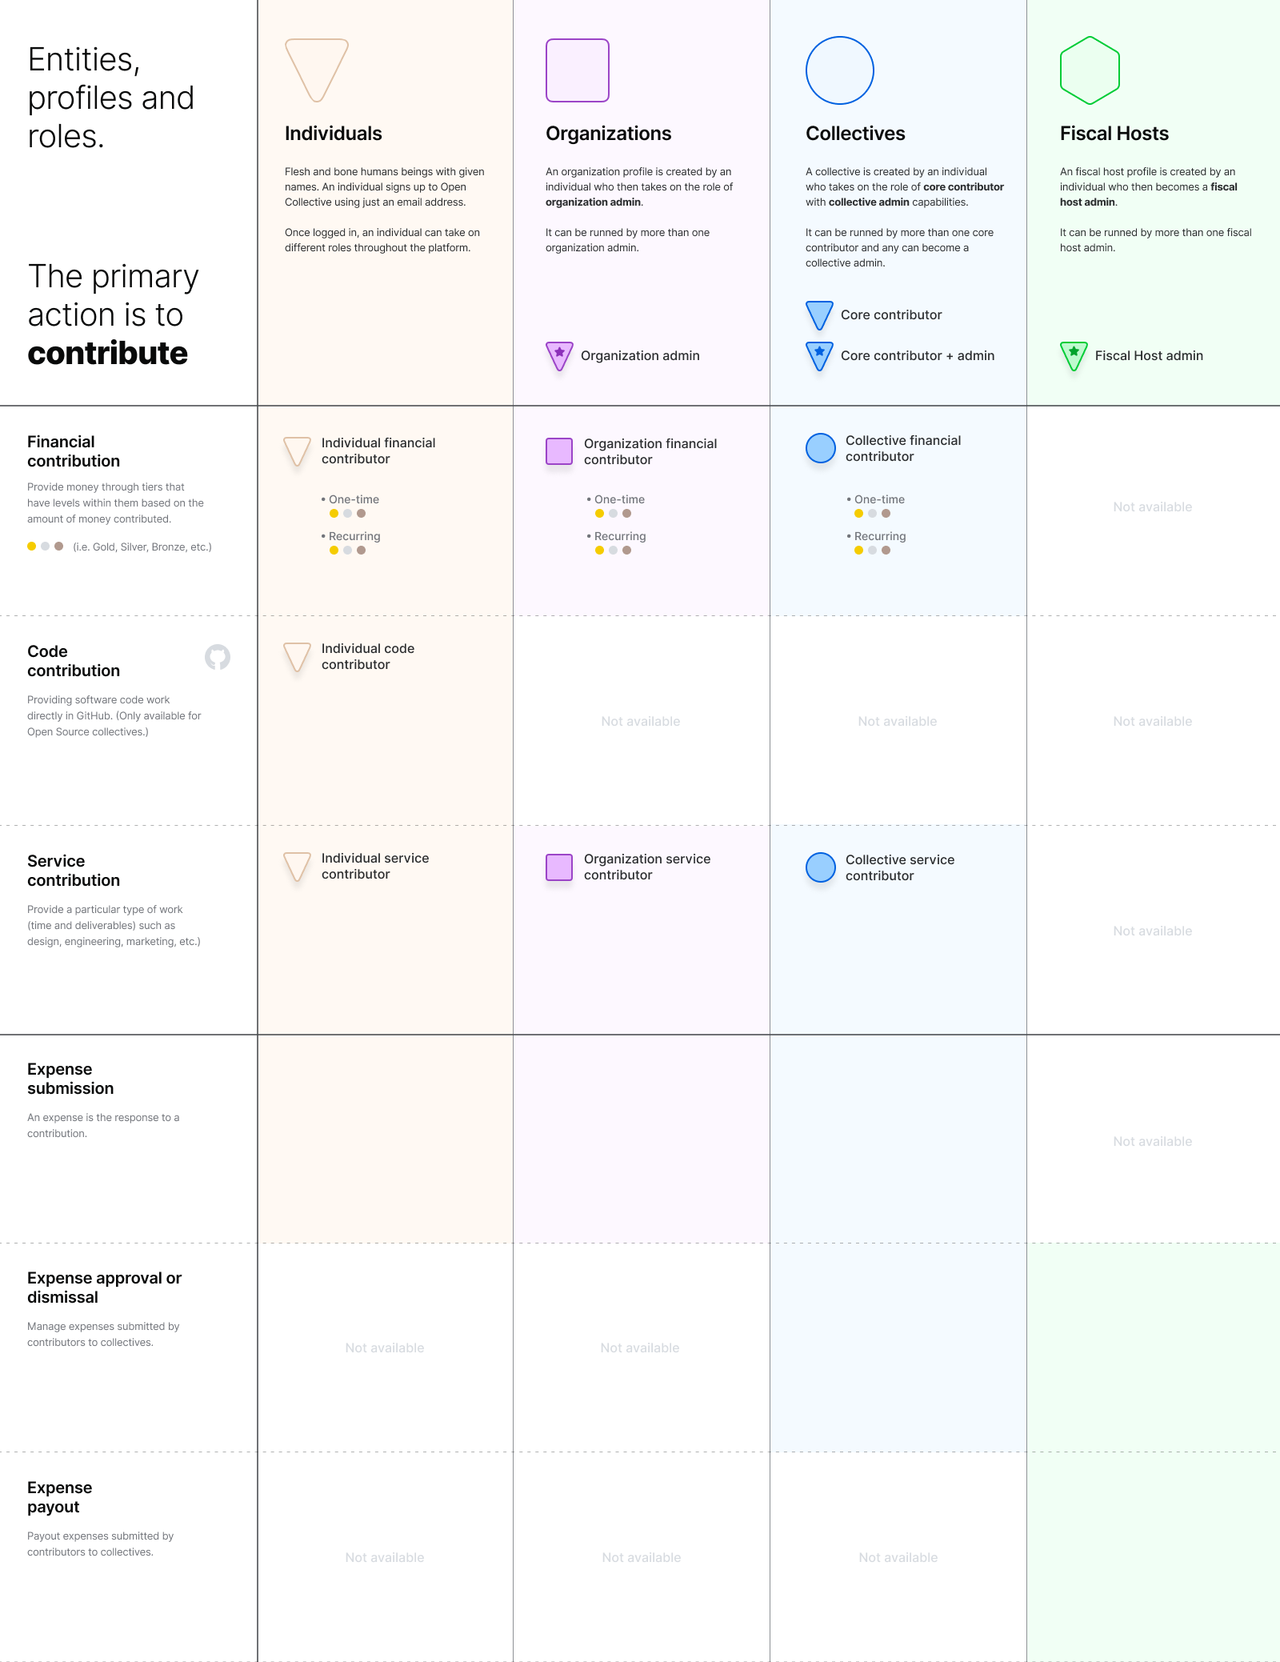 Entities,
profiles and
roles.
The primary
action is to
contribute
Individuals
Flesh and bone humans beings with given
names. An individual signs up to Open
Collective using just an email address.
Once logged in, an individual can take on
different roles throughout the platform.
Organizations
An organization profile is created by an
individual who then takes on the role of
organization admin.
It can be runned by more than one
organization admin.
Organization admin
Collectives
A collective is created by an individual
who takes on the role of core contributor
with collective admin capabilities.
It can be runned by more than one core
contributor and any can become a
collective admin.
Core contributor
Core contributor + admin
Fiscal Hosts
An fiscal host profile is created by an
individual who then becomes a fiscal
host admin.
It can be runned by more than one fiscal
host admin.
Fiscal Host admin
Financial
contribution
Provide money through tiers that
have levels within them based on the
amount of money contributed.
(i.e. Gold, Silver, Bronze, etc.)
Individual financial
contributor
• One-time
• Recurring
Organization financial
contributor
• One-time
• Recurring
Collective financial
contributor
• One-time
• Recurring
Not available
Code
contribution
Providing software code work
directly in GitHub. (Only available for
Open Source collectives.)
Individual code
contributor
Not available
Not available
Not available
Service
contribution
Provide a particular type of work
(time and deliverables) such as
design, engineering, marketing, etc.)
Individual service
contributor
Organization service
contributor
Collective service
contributor
Not available
Expense
submission
An expense is the response to a
contribution.
Not available
Expense approval or
dismissal
Manage expenses submitted by
contributors to collectives.
Not available
Not available
Expense
payout
Payout expenses submitted by
contributors to collectives.
Not available
Not available
Not available